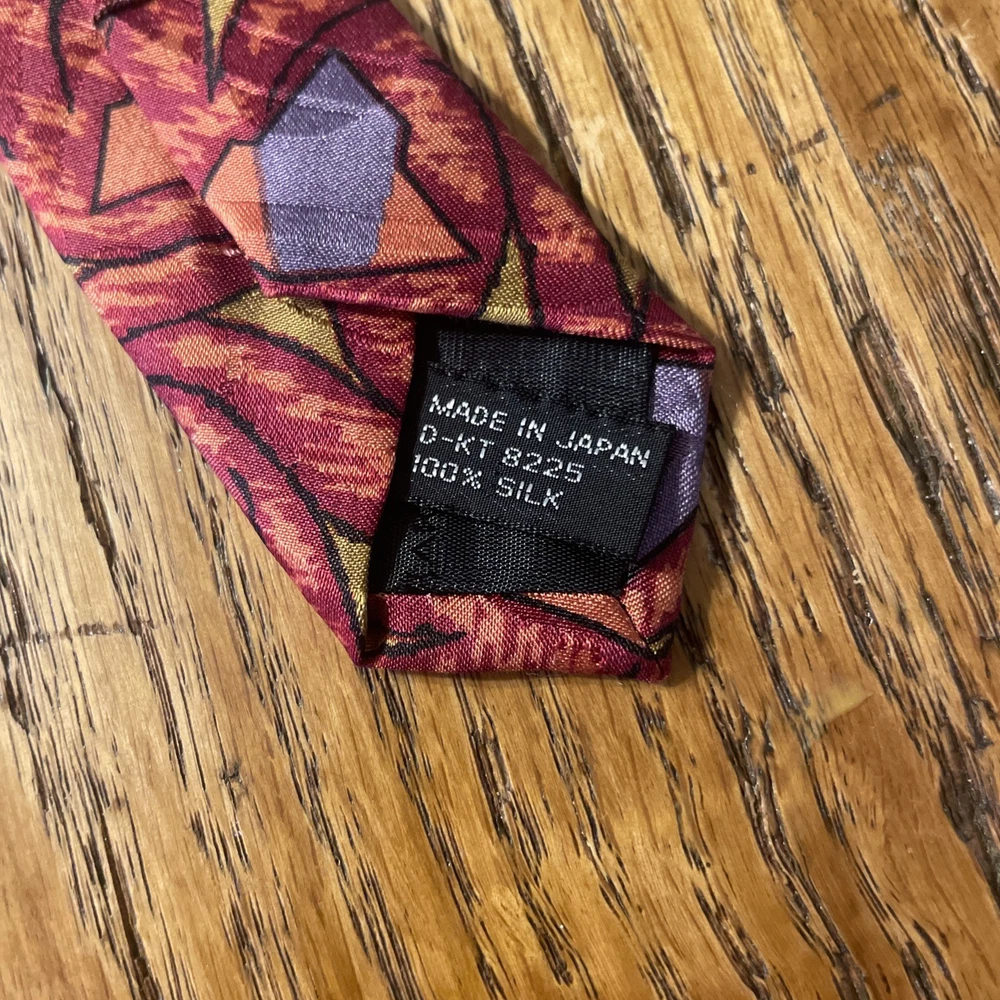 MADE IN JAPAN
D-KT 8225
100% SILK